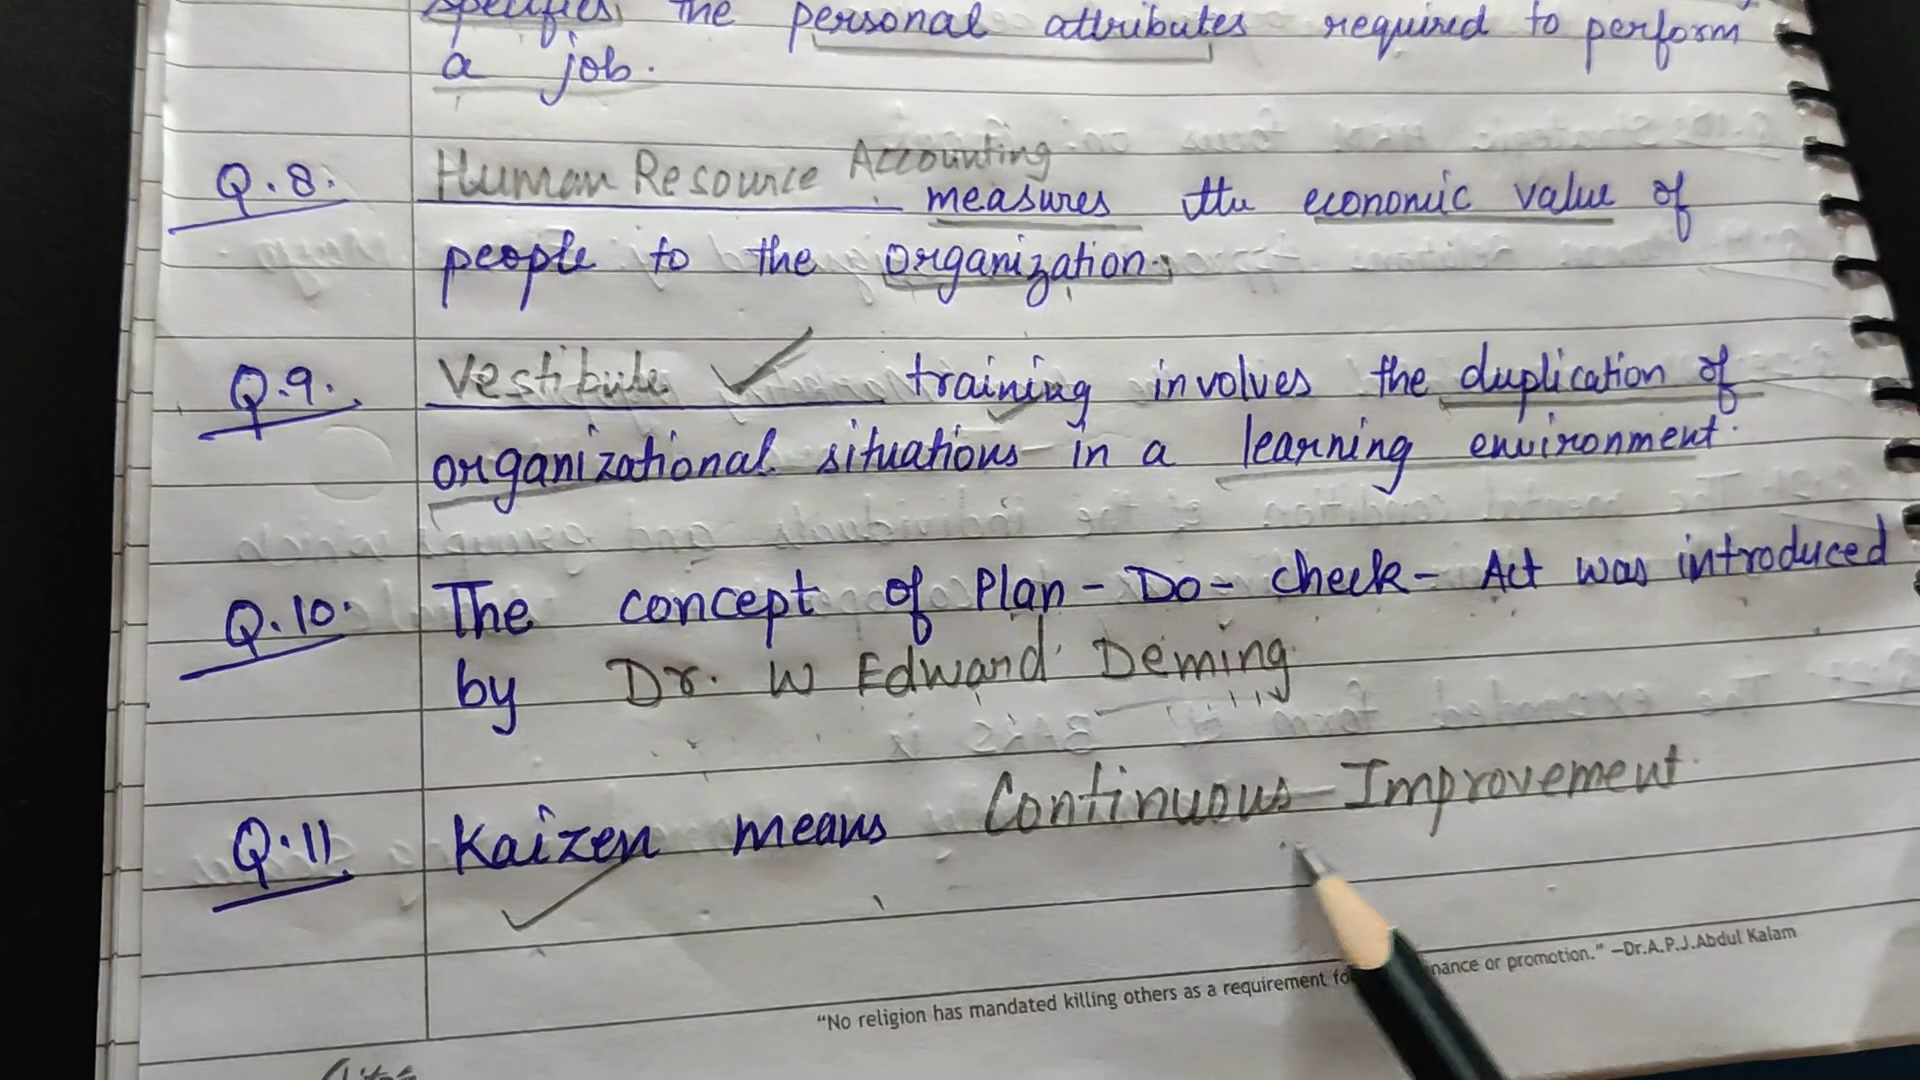 specifies the personal attributes required to perform
a job.
Q.8. Human Resource Accounting measures the economic value of
people to the organization.
Q.9. Vestibule training involves the duplication of
organizational situations in a learning environment.
Q.10. The concept of Plan - Do - check - Act was introduced
by Dr. W Edward Deming.
Q.11 Kaizen means Continuous Improvement.
"No religion has mandated killing others as a requirement nance or promotion." —Dr.A.P.J.Abdul Kalam